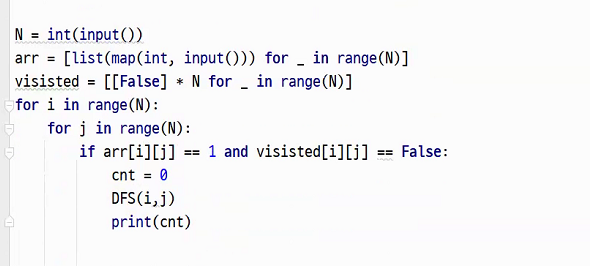 N = int(input())
arr = [list(map(int, input())) for _ in range(N)]
visisted = [[False] * N for _ in range(N)]
for i in range(N):
    for j in range(N):
        if arr[i][j] == 1 and visisted[i][j] == False:
            cnt = 0
            DFS(i,j)
            print(cnt)